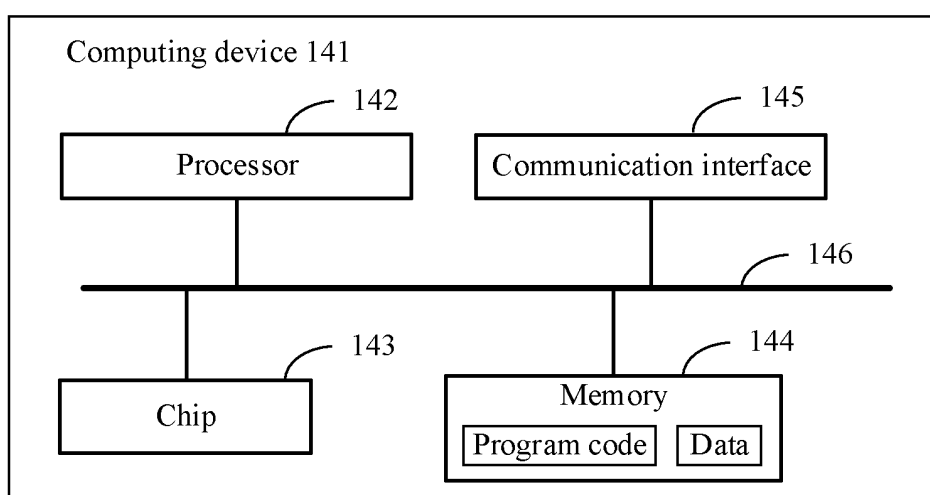 Computing device 141
142
145
Processor
Communication interface
146
143
144
Chip
Memory
Program code
Data